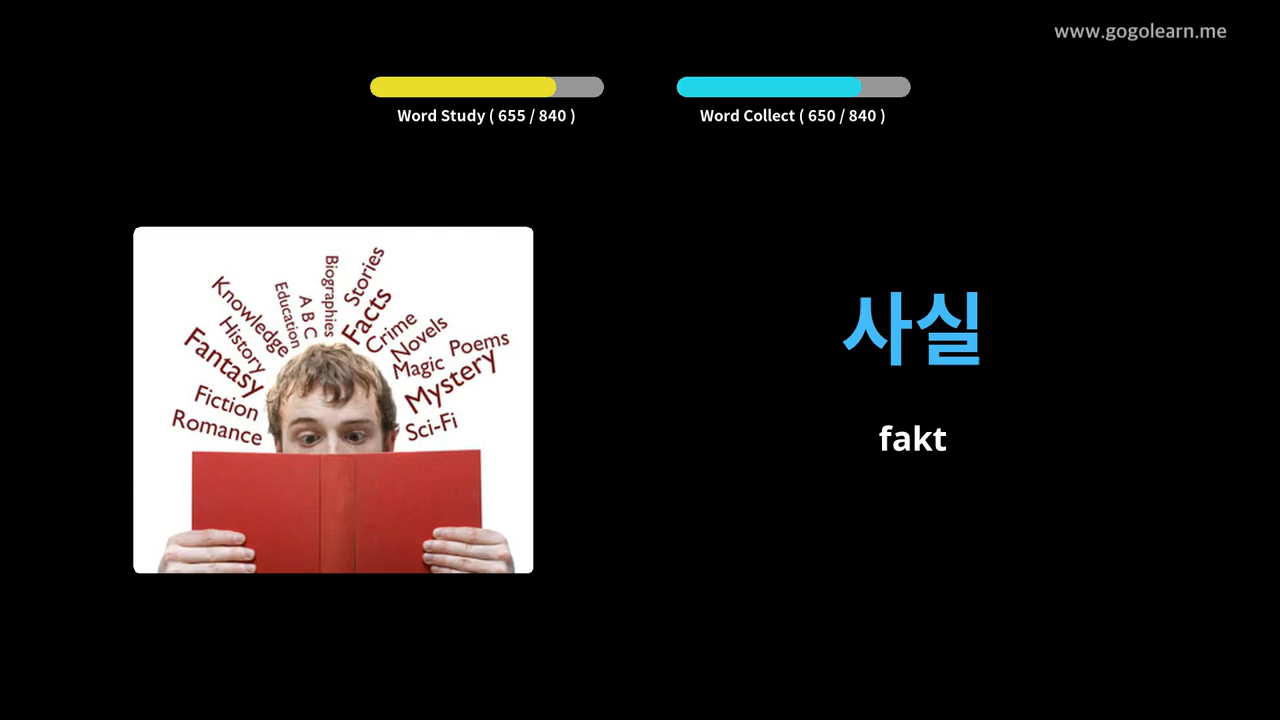 www.gogolearn.me
Word Study ( 655 / 840 )
Word Collect ( 650 / 840 )
Romance
Fiction
Fantasy
History
Knowledge
Education
A B C
Biographies
Stories
Facts
Crime
Novels
Magic
Poems
Mystery
Sci-Fi
사실
fakt